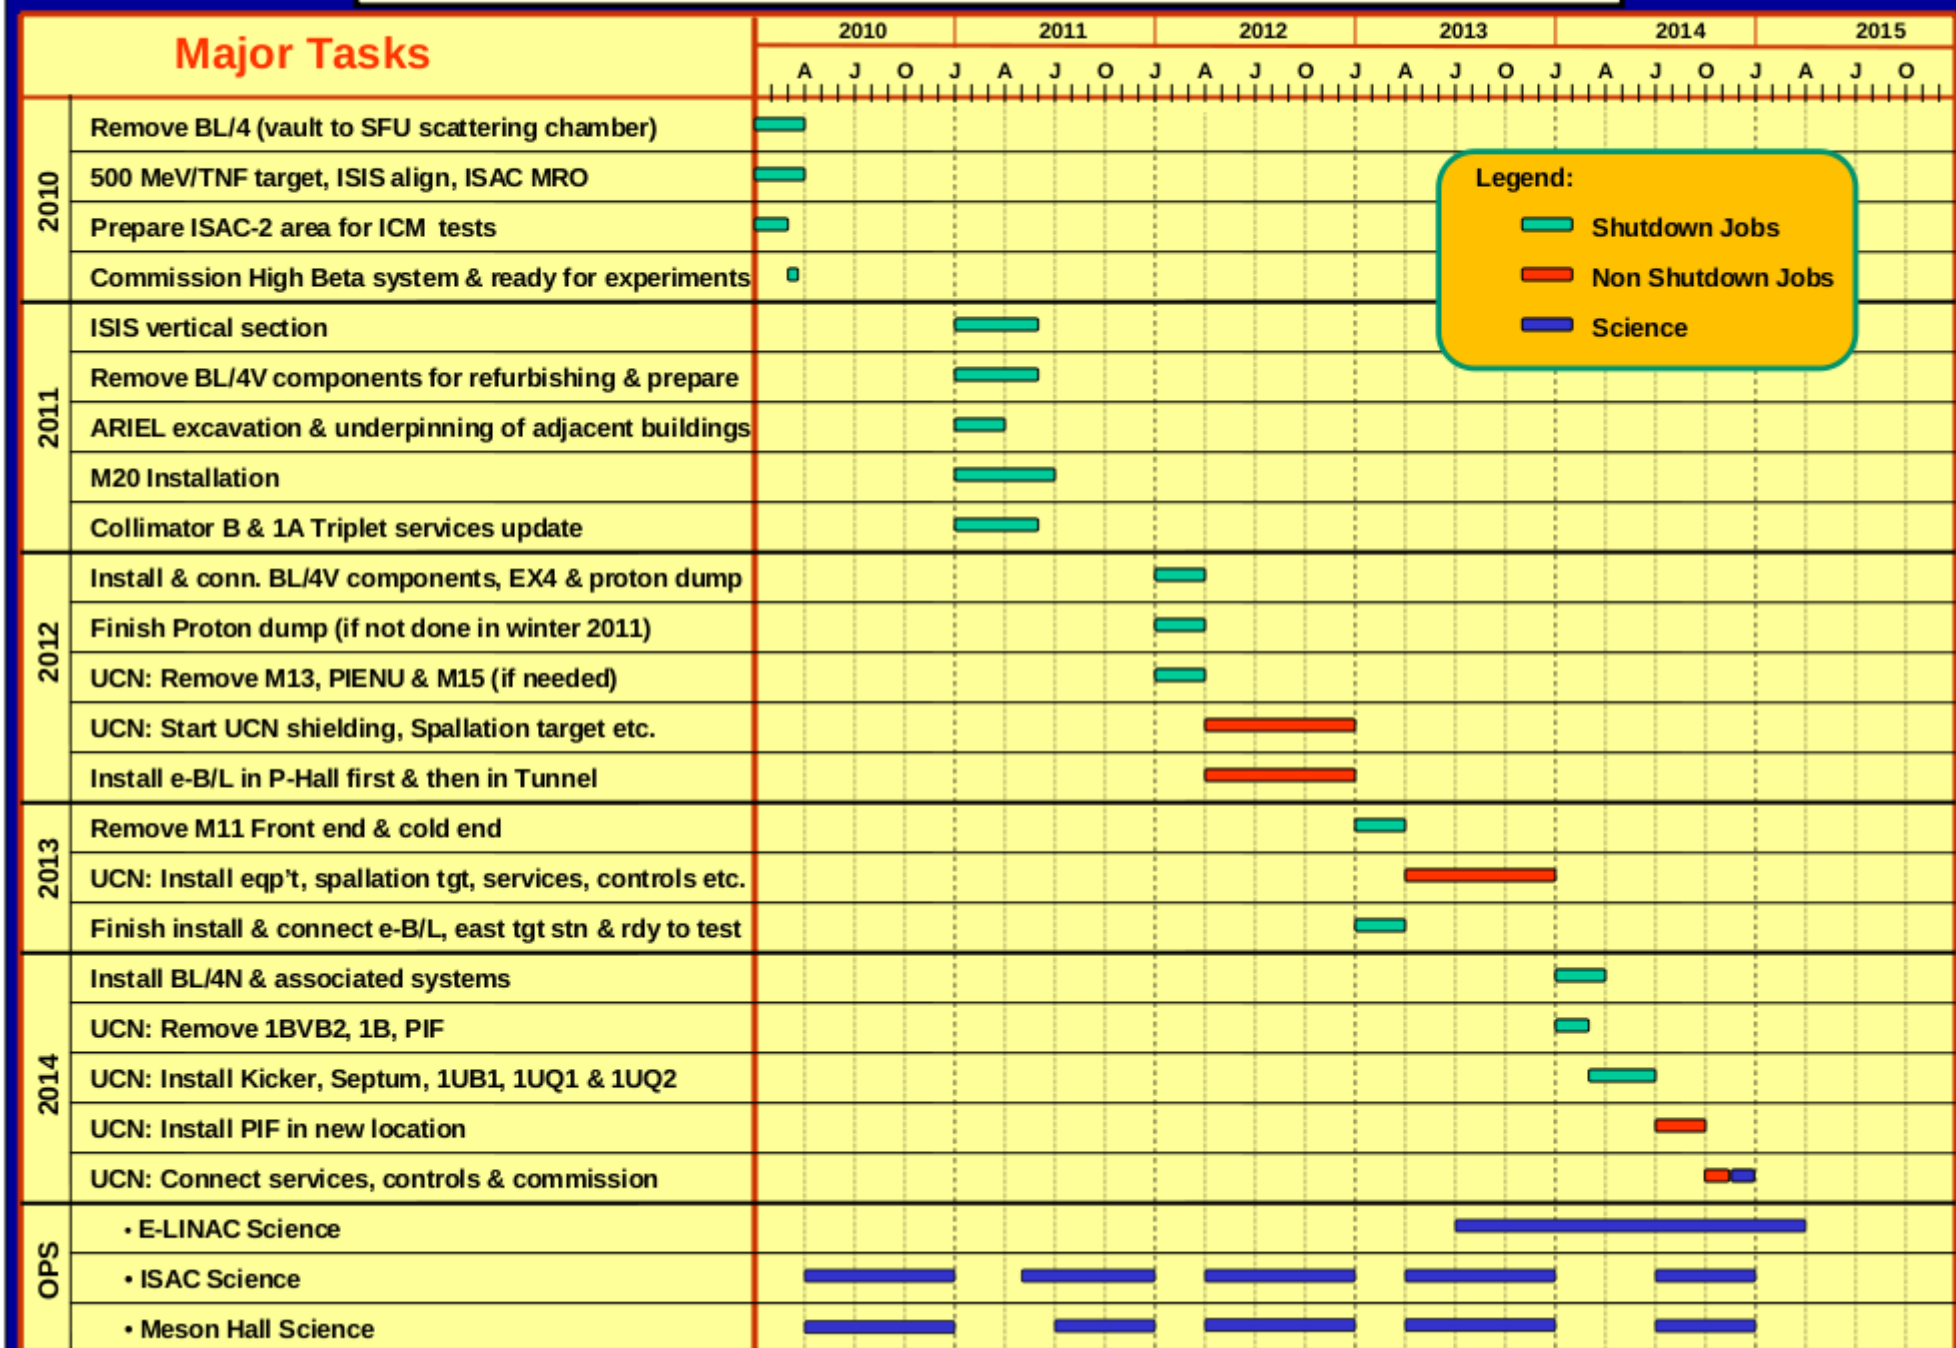 2010 2011 2012 2013 2014 2015
Major Tasks
A J O J A J O J A J O J A J O J A J O J A J O
2010
Remove BL/4 (vault to SFU scattering chamber)
500 MeV/TNF target, ISIS align, ISAC MRO
Prepare ISAC-2 area for ICM tests
Commission High Beta system & ready for experiments
Legend:
Shutdown Jobs
Non Shutdown Jobs
Science
2011
ISIS vertical section
Remove BL/4V components for refurbishing & prepare
ARIEL excavation & underpinning of adjacent buildings
M20 Installation
Collimator B & 1A Triplet services update
2012
Install & conn. BL/4V components, EX4 & proton dump
Finish Proton dump (if not done in winter 2011)
UCN: Remove M13, PIENU & M15 (if needed)
UCN: Start UCN shielding, Spallation target etc.
Install e-B/L in P-Hall first & then in Tunnel
2013
Remove M11 Front end & cold end
UCN: Install eqp't, spallation tgt, services, controls etc.
Finish install & connect e-B/L, east tgt stn & rdy to test
2014
Install BL/4N & associated systems
UCN: Remove 1BVB2, 1B, PIF
UCN: Install Kicker, Septum, 1UB1, 1UQ1 & 1UQ2
UCN: Install PIF in new location
UCN: Connect services, controls & commission
OPS
• E-LINAC Science
• ISAC Science
• Meson Hall Science